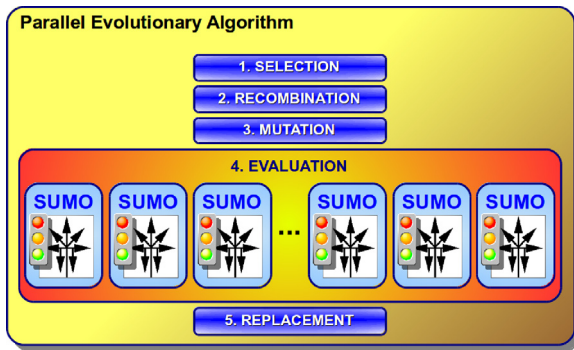 Parallel Evolutionary Algorithm
1. SELECTION
2. RECOMBINATION
3. MUTATION
4. EVALUATION
SUMO SUMO SUMO ... SUMO SUMO SUMO
5. REPLACEMENT